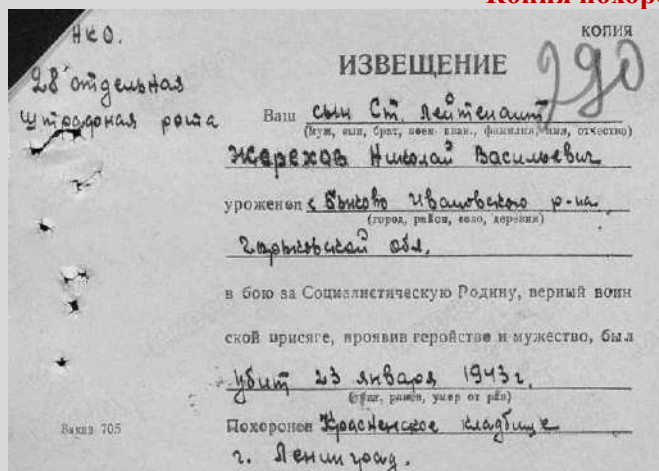 Копия похор
НКО.
КОПИЯ
28 отдельная
штрафная рота
ИЗВЕЩЕНИЕ
290
Ваш сын Ст. лейтенант
(муж, сын, брат, воен. зван., фамилия, имя, отчество)
Жерехов Николай Васильевич
уроженец с Быково Ивановского р-на
(город, район, село, деревня)
Горьковской обл.
в бою за Социалистическую Родину, верный воин
ской присяге, проявив геройство и мужество, был
убит 23 января 1943 г.
(убит, ранен, умер от ран)
Заказ 705
Похоронен Красненское кладбище
г. Ленинград.